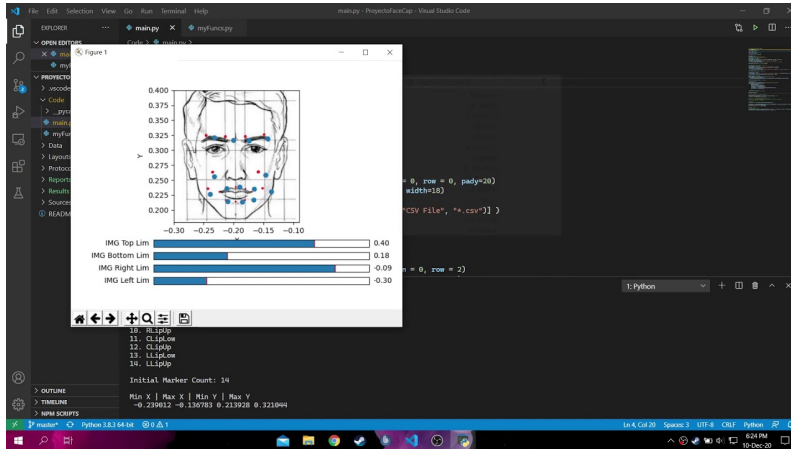 File Edit Selection View Go Run Terminal Help
main.py - ProyectoFaceCap - Visual Studio Code
EXPLORER
main.py
myFuncs.py
OPEN EDITORS
Code > main.py >
Figure 1
PROYECTO
.vscode
Code
main.p
myFun
Data
Layouts
Protoco
Reports
Results
Sources
README
0.400
0.375
0.350
0.325
0.300
0.275
0.250
0.225
0.200
Y
−0.30 −0.25 −0.20 −0.15 −0.10
IMG Top Lim 0.40
IMG Bottom Lim 0.18
IMG Right Lim -0.09
IMG Left Lim -0.30
= 0, row = 0, pady=20)
width=18)
"CSV File", "*.csv")] )
n = 0, row = 2)
1: Python
10. RLipUp
11. CLipLow
12. CLipUp
13. LLipLow
14. LLipUp
Initial Marker Count: 14
Min X | Max X | Min Y | Max Y
-0.239012 -0.136783 0.213928 0.321044
OUTLINE
TIMELINE
NPM SCRIPTS
master* Python 3.8.3 64-bit 0 1
Ln 4, Col 20 Spaces: 3 UTF-8 CRLF Python
6:24 PM
10-Dec-20